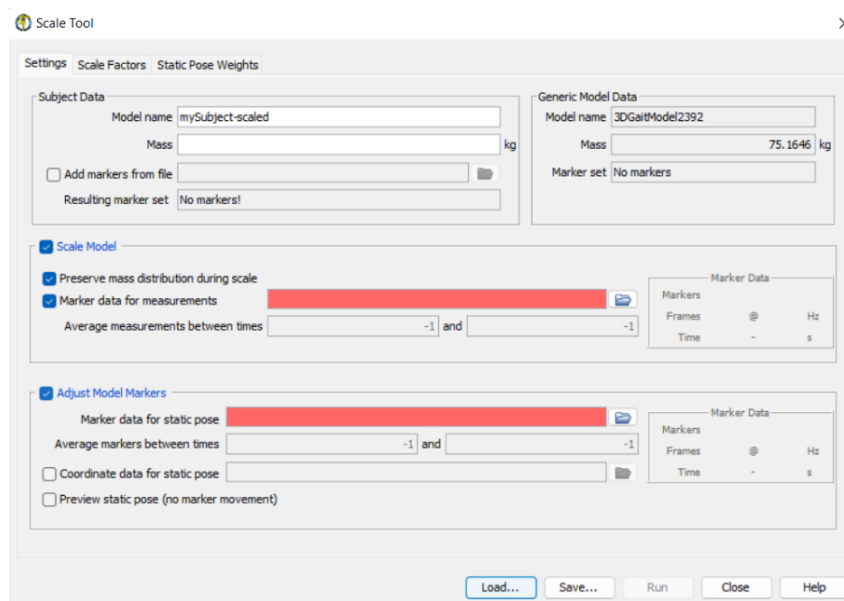 Scale Tool
Settings Scale Factors Static Pose Weights
Subject Data
Model name mySubject-scaled
Mass kg
Add markers from file
Resulting marker set No markers!
Generic Model Data
Model name 3DGaitModel2392
Mass 75.1646 kg
Marker set No markers
Scale Model
Preserve mass distribution during scale
Marker data for measurements
Average measurements between times -1 and -1
Marker Data
Markers
Frames @ Hz
Time - s
Adjust Model Markers
Marker data for static pose
Average markers between times -1 and -1
Coordinate data for static pose
Preview static pose (no marker movement)
Marker Data
Markers
Frames @ Hz
Time - s
Load... Save... Run Close Help